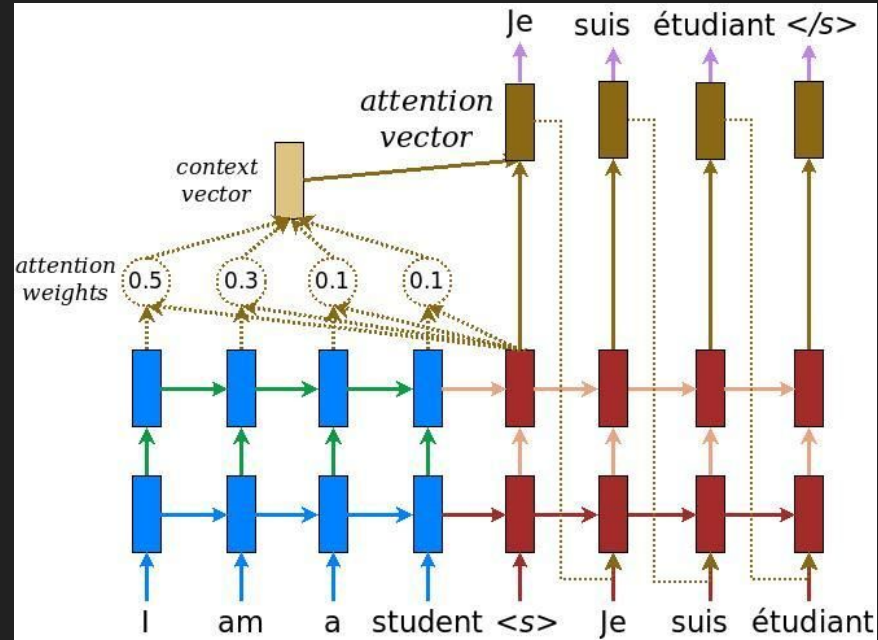 Je suis étudiant </s>
attention
vector
context
vector
attention
weights
0.5 0.3 0.1 0.1
I am a student <s> Je suis étudiant